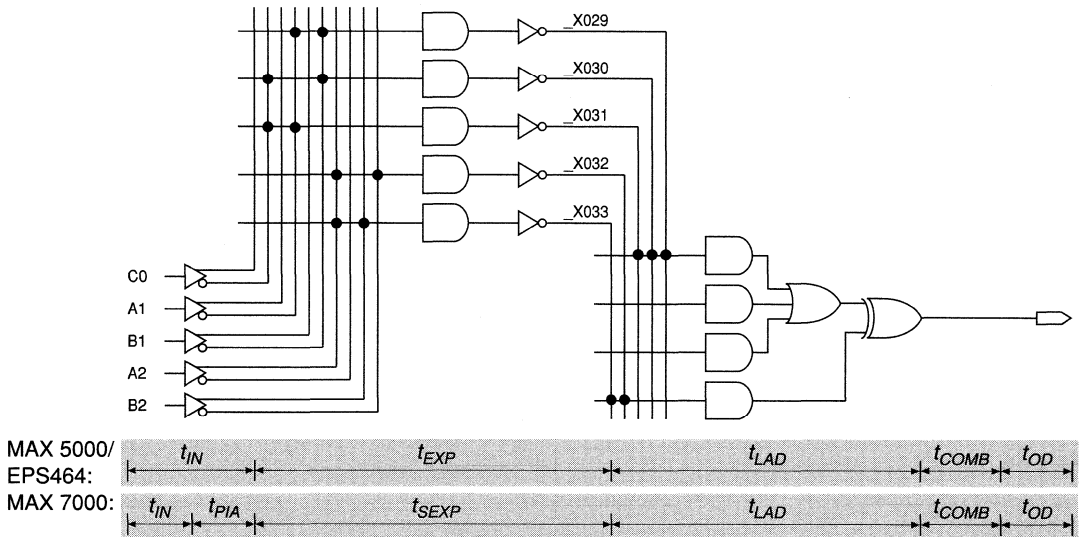 _X029
_X030
_X031
_X032
_X033
C0
A1
B1
A2
B2
MAX 5000/
EPS464:
tIN tEXP tLAD tCOMB tOD
MAX 7000:
tIN tPIA tSEXP tLAD tCOMB tOD